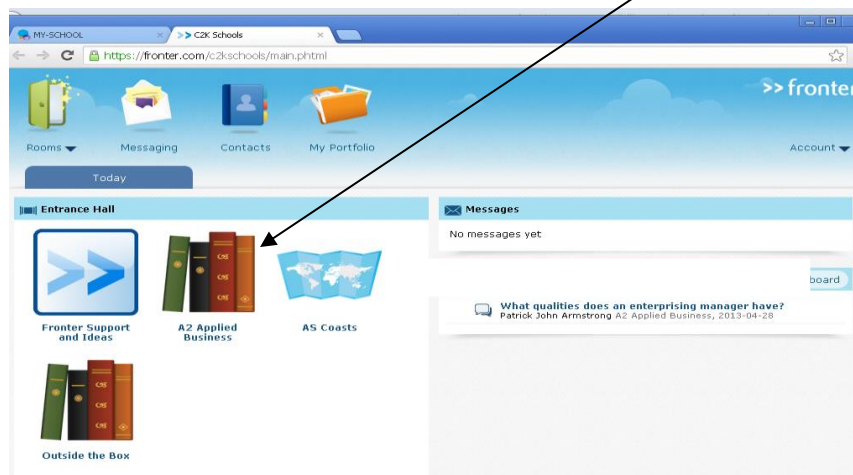 MY-SCHOOL
>> C2K Schools
https://fronter.com/c2kschools/main.phtml
>> fronter
Rooms
Messaging
Contacts
My Portfolio
Account
Today
Entrance Hall
Fronter Support
and Ideas
A2 Applied
Business
AS Coasts
Outside the Box
Messages
No messages yet
board
What qualities does an enterprising manager have?
Patrick John Armstrong A2 Applied Business, 2013-04-28